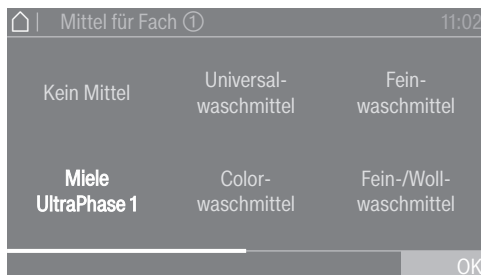 Mittel für Fach ①
11:02
Kein Mittel
Universal-
waschmittel
Fein-
waschmittel
Miele
UltraPhase 1
Color-
waschmittel
Fein-/Woll-
waschmittel
OK